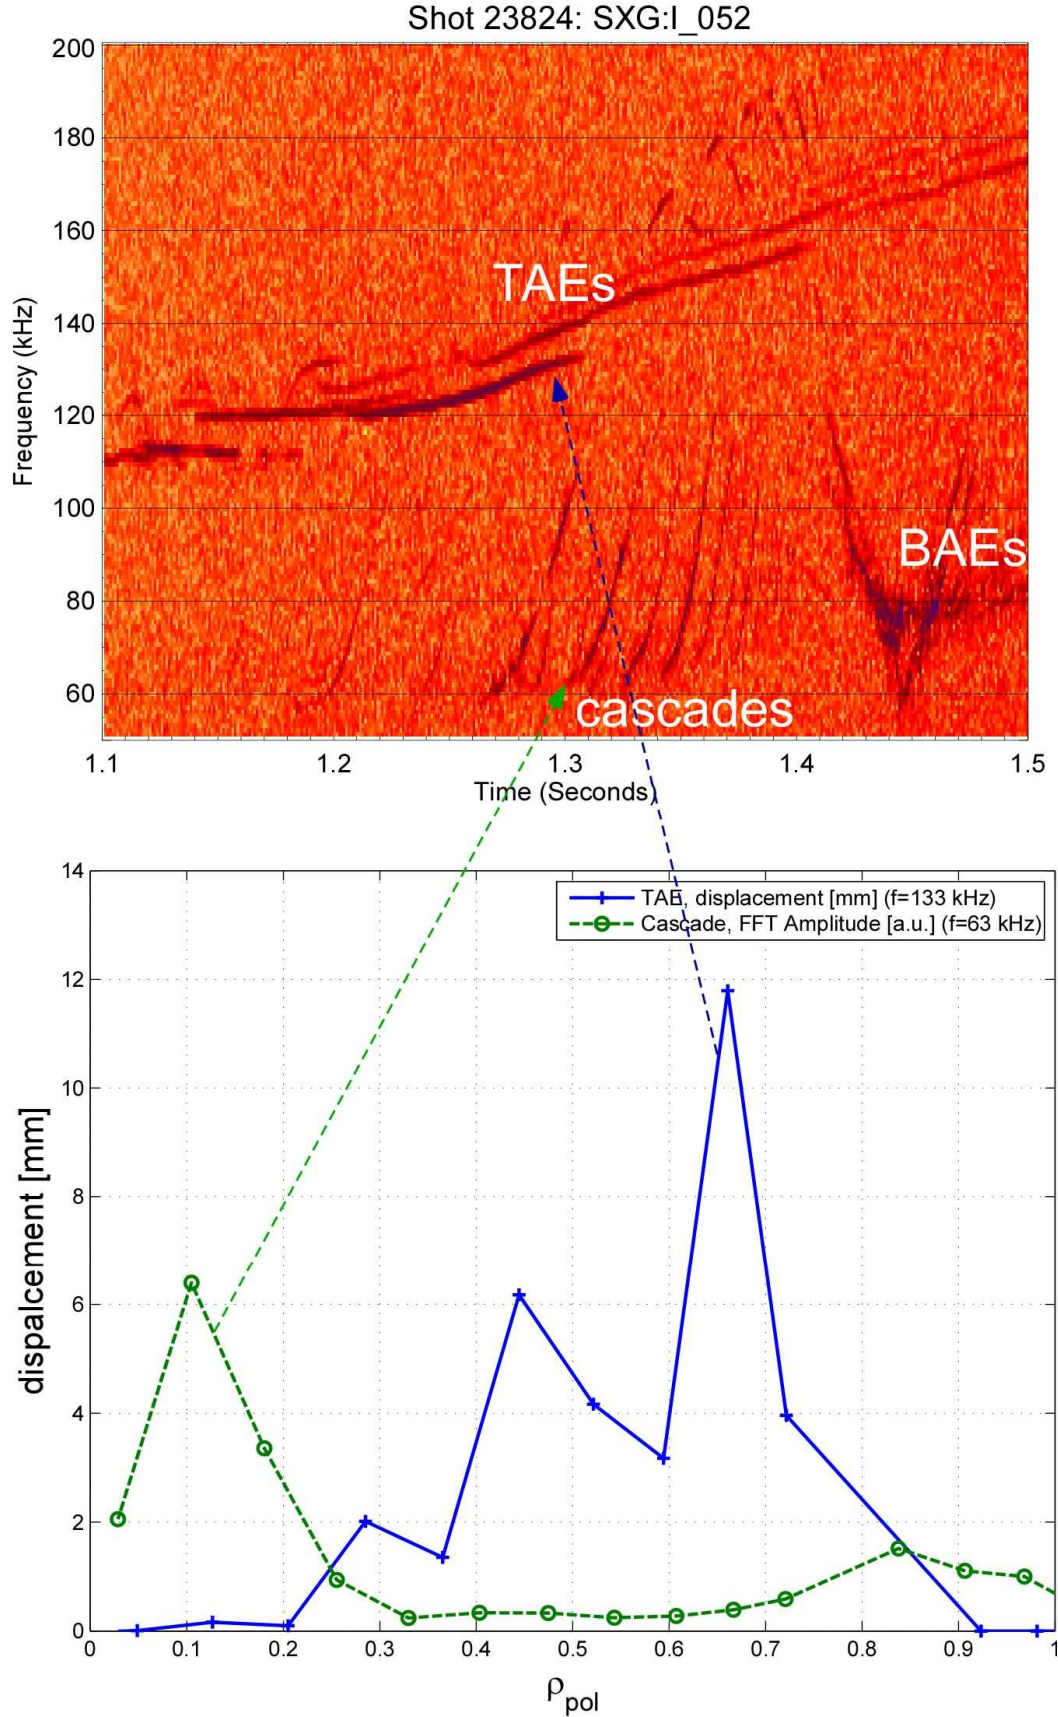 Shot 23824: SXG:I_052
200
180
160
140
120
100
80
60
Frequency (kHz)
TAEs
BAEs
cascades
1.1 1.2 1.3 1.4 1.5
Time (Seconds)
14
12
10
8
6
4
2
0
dispalcement [mm]
TAE, displacement [mm] (f=133 kHz)
Cascade, FFT Amplitude [a.u.] (f=63 kHz)
0 0.1 0.2 0.3 0.4 0.5 0.6 0.7 0.8 0.9 1
ρpol